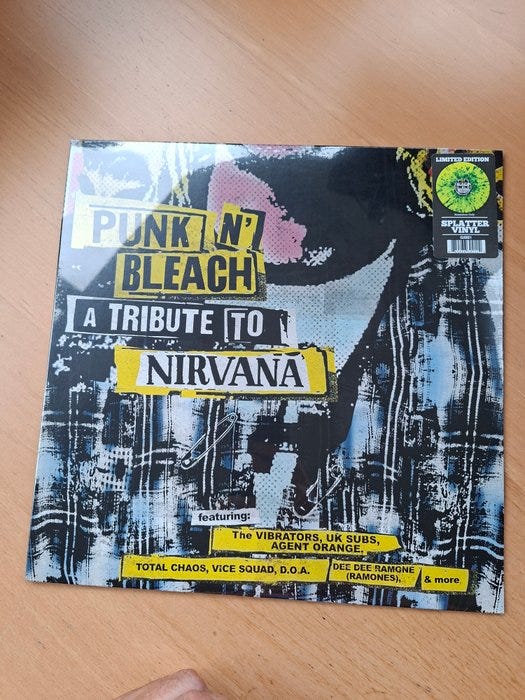 LIMITED EDITION
SPLATTER
VINYL
PUNK N'
BLEACH
A TRIBUTE TO
NIRVANA
featuring:
The VIBRATORS, UK SUBS,
AGENT ORANGE,
TOTAL CHAOS, ViCE SQUAD, D.O.A.
DEE DEE RAMONE
(RAMONES),
& more